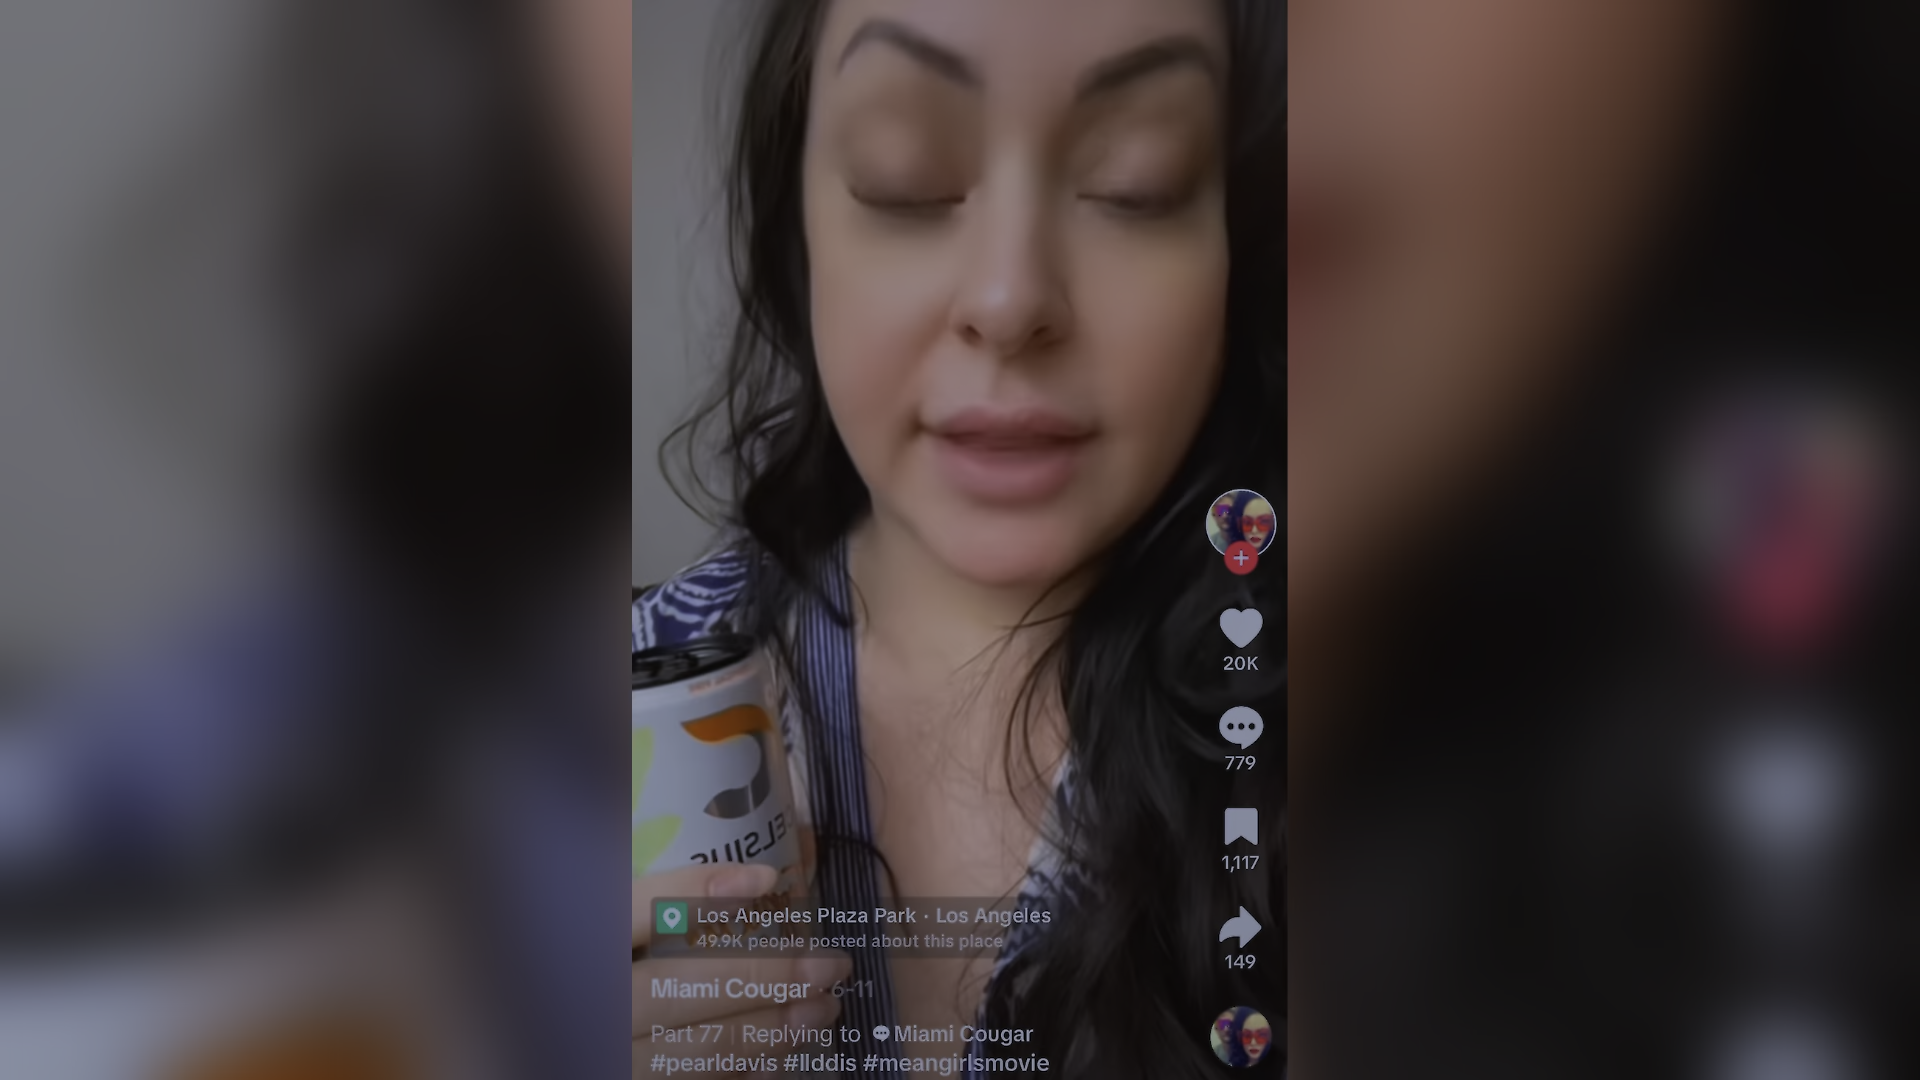 20K
779
1,117
149
ELSIUS
Los Angeles Plaza Park · Los Angeles
49.9K people posted about this place
Miami Cougar · 6-11
Part 77 | Replying to Miami Cougar
#pearldavis #llddis #meangirlsmovie